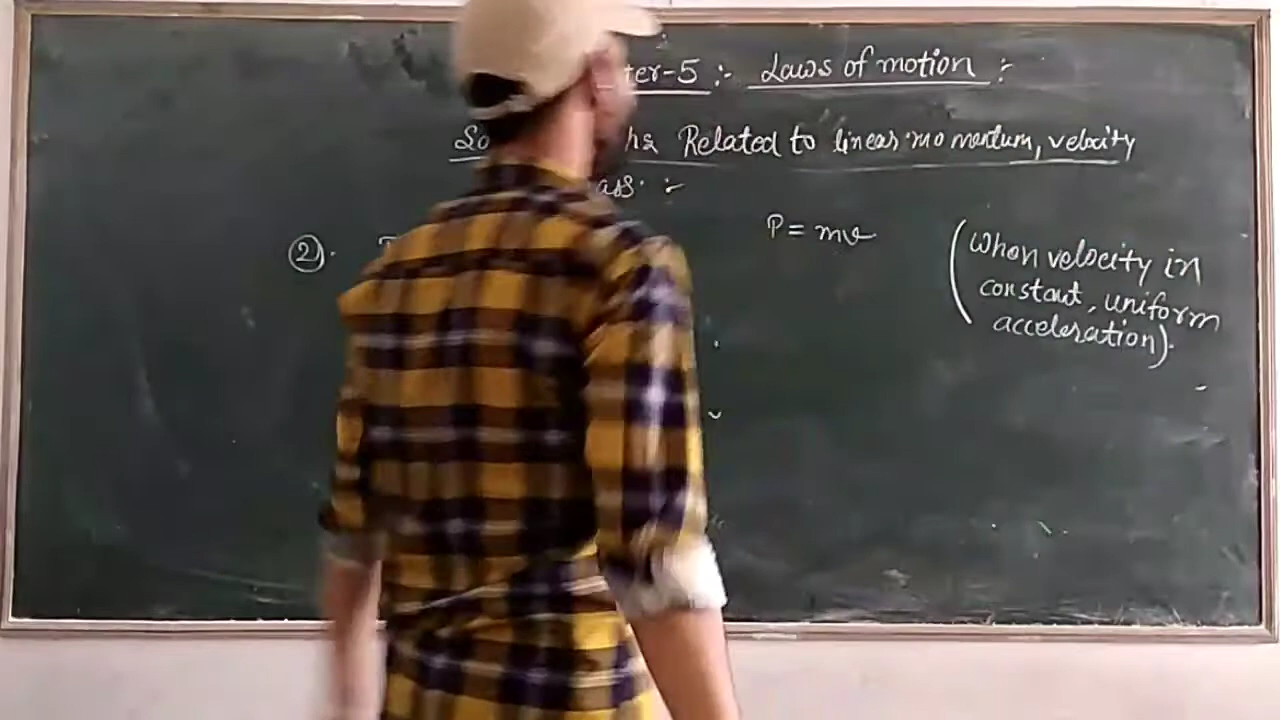 ter-5 :- Laws of motion :-
So hs Related to linear momentum, velocity
ass :-
2). P = mv
(When velocity in
constant, uniform
acceleration).